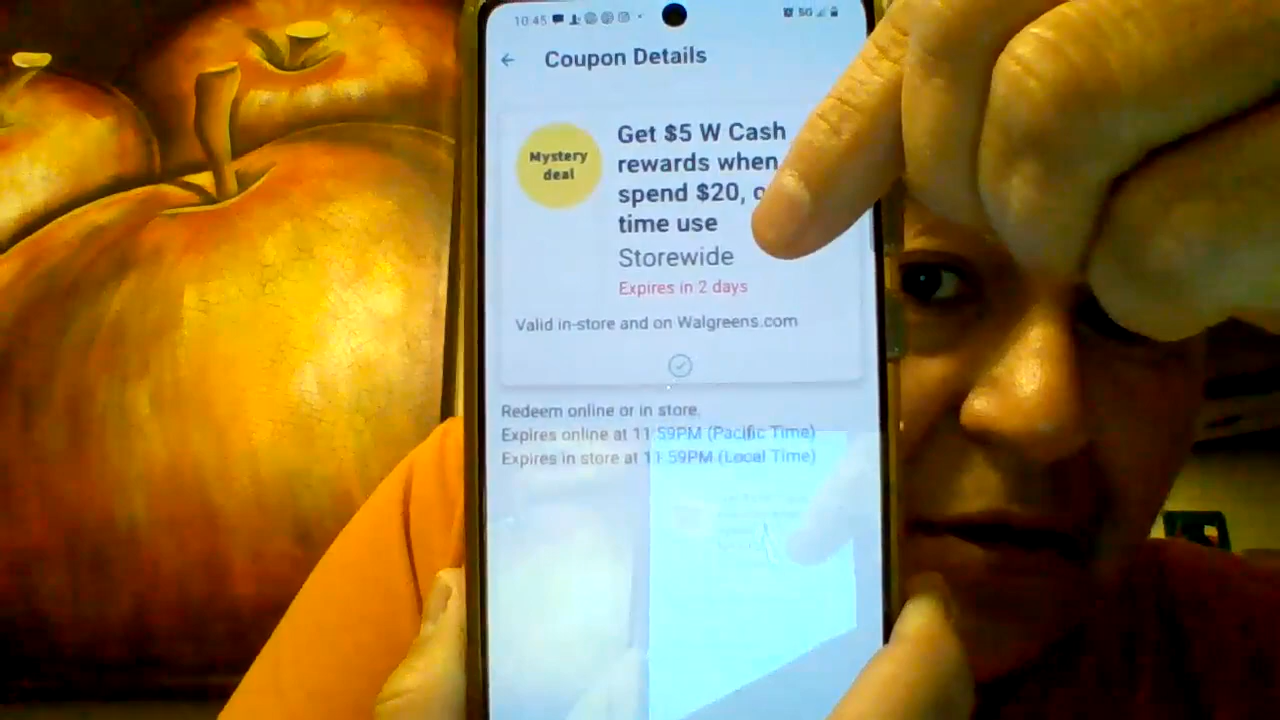 10:45
5G
Coupon Details
Mystery
deal
Get $5 W Cash
rewards when
spend $20,
time use
Storewide
Expires in 2 days
Valid in-store and on Walgreens.com
Redeem online or in store.
Expires online at 11:59PM (Pacific Time)
Expires in store at 11:59PM (Local Time)